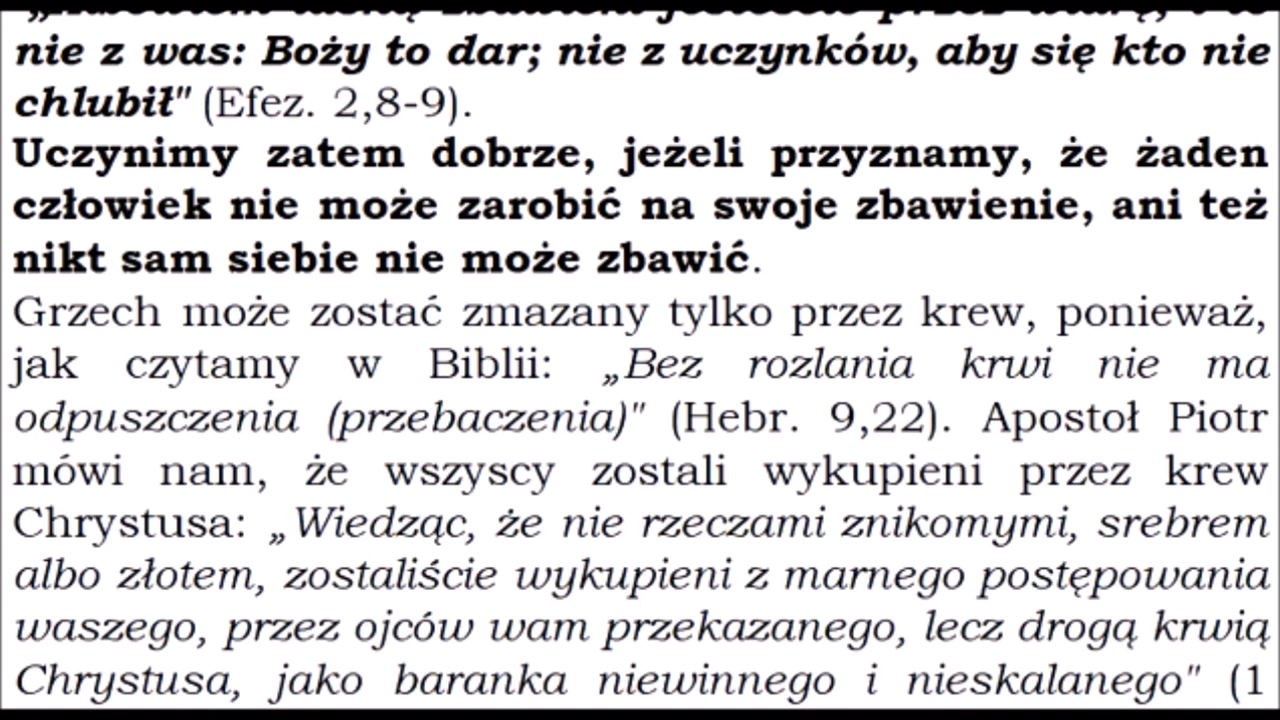 nie z was: Boży to dar; nie z uczynków, aby się kto nie
chlubił" (Efez. 2,8-9).
Uczynimy zatem dobrze, jeżeli przyznamy, że żaden
człowiek nie może zarobić na swoje zbawienie, ani też
nikt sam siebie nie może zbawić.
Grzech może zostać zmazany tylko przez krew, ponieważ,
jak czytamy w Biblii: „Bez rozlania krwi nie ma
odpuszczenia (przebaczenia)" (Hebr. 9,22). Apostoł Piotr
mówi nam, że wszyscy zostali wykupieni przez krew
Chrystusa: „Wiedząc, że nie rzeczami znikomymi, srebrem
albo złotem, zostaliście wykupieni z marnego postępowania
waszego, przez ojców wam przekazanego, lecz drogą krwią
Chrystusa, jako baranka niewinnego i nieskalanego" (1